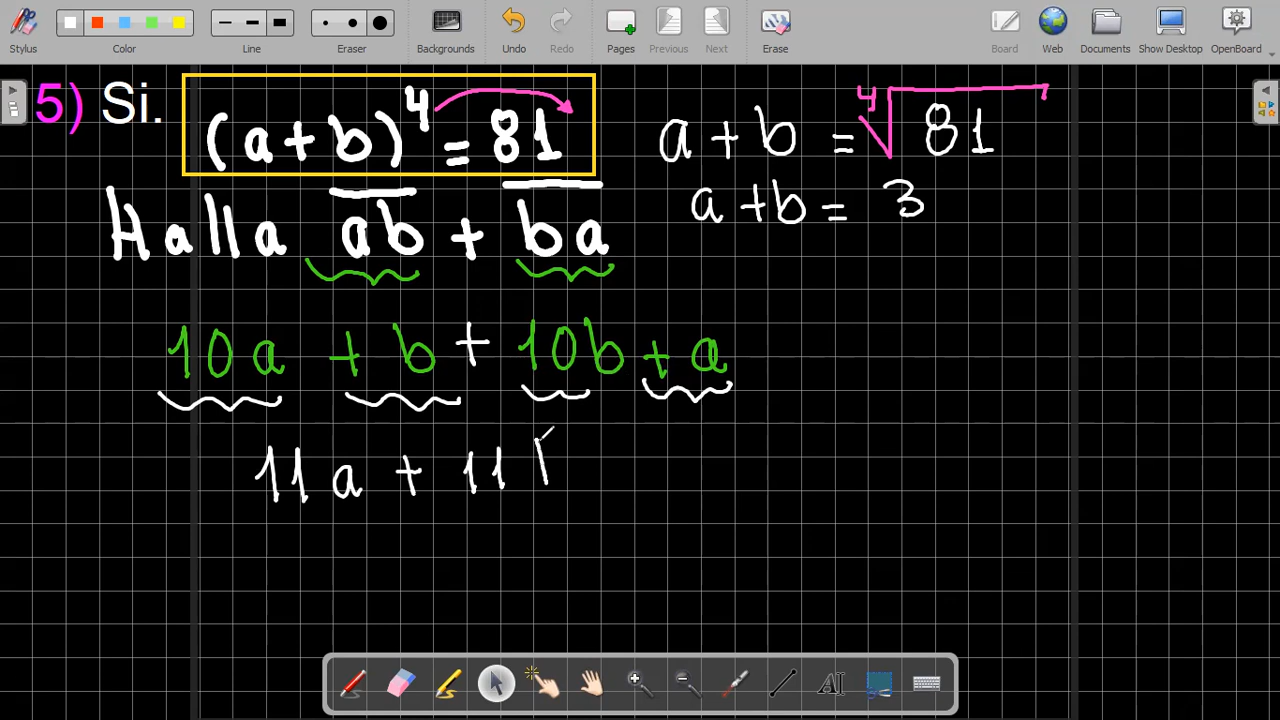 Stylus Color Line Eraser Backgrounds Undo Redo Pages Previous Next Erase Board Web Documents Show Desktop OpenBoard
5) Si. (a+b)⁴ = 81
Halla ab + ba
10a + b + 10b + a
11a + 11
a + b = ⁴√81
a + b = 3
AI